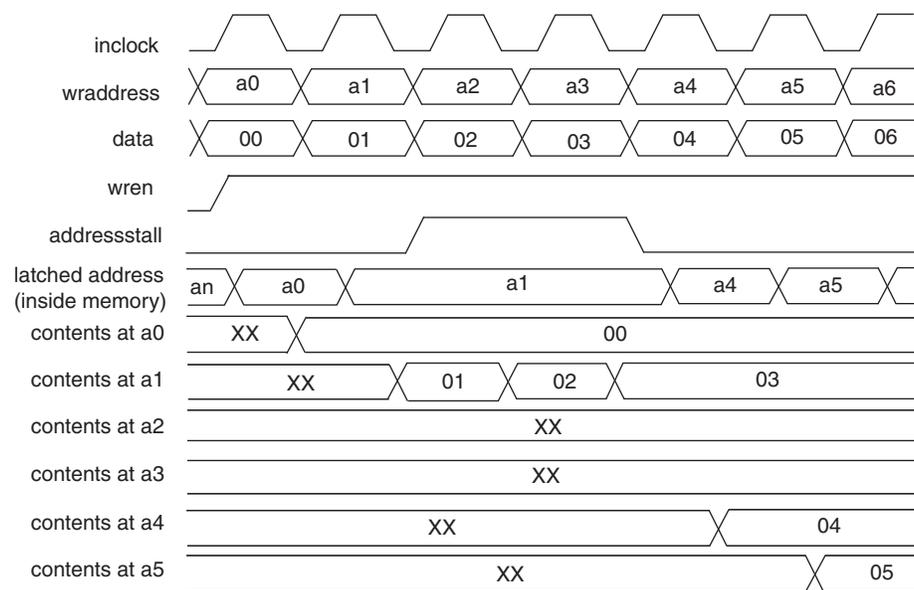 inclock
wraddress a0 a1 a2 a3 a4 a5 a6
data 00 01 02 03 04 05 06
wren
addressstall
latched address
(inside memory) an a0 a1 a4 a5
contents at a0 XX 00
contents at a1 XX 01 02 03
contents at a2 XX
contents at a3 XX
contents at a4 XX 04
contents at a5 XX 05